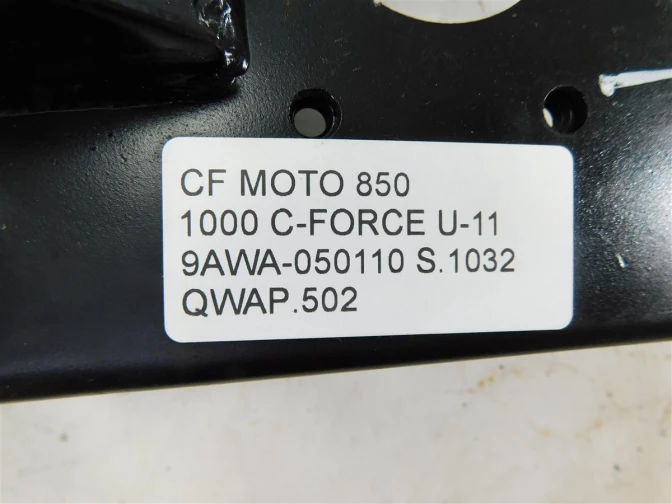 CF MOTO 850
1000 C-FORCE U-11
9AWA-050110 S.1032
QWAP.502